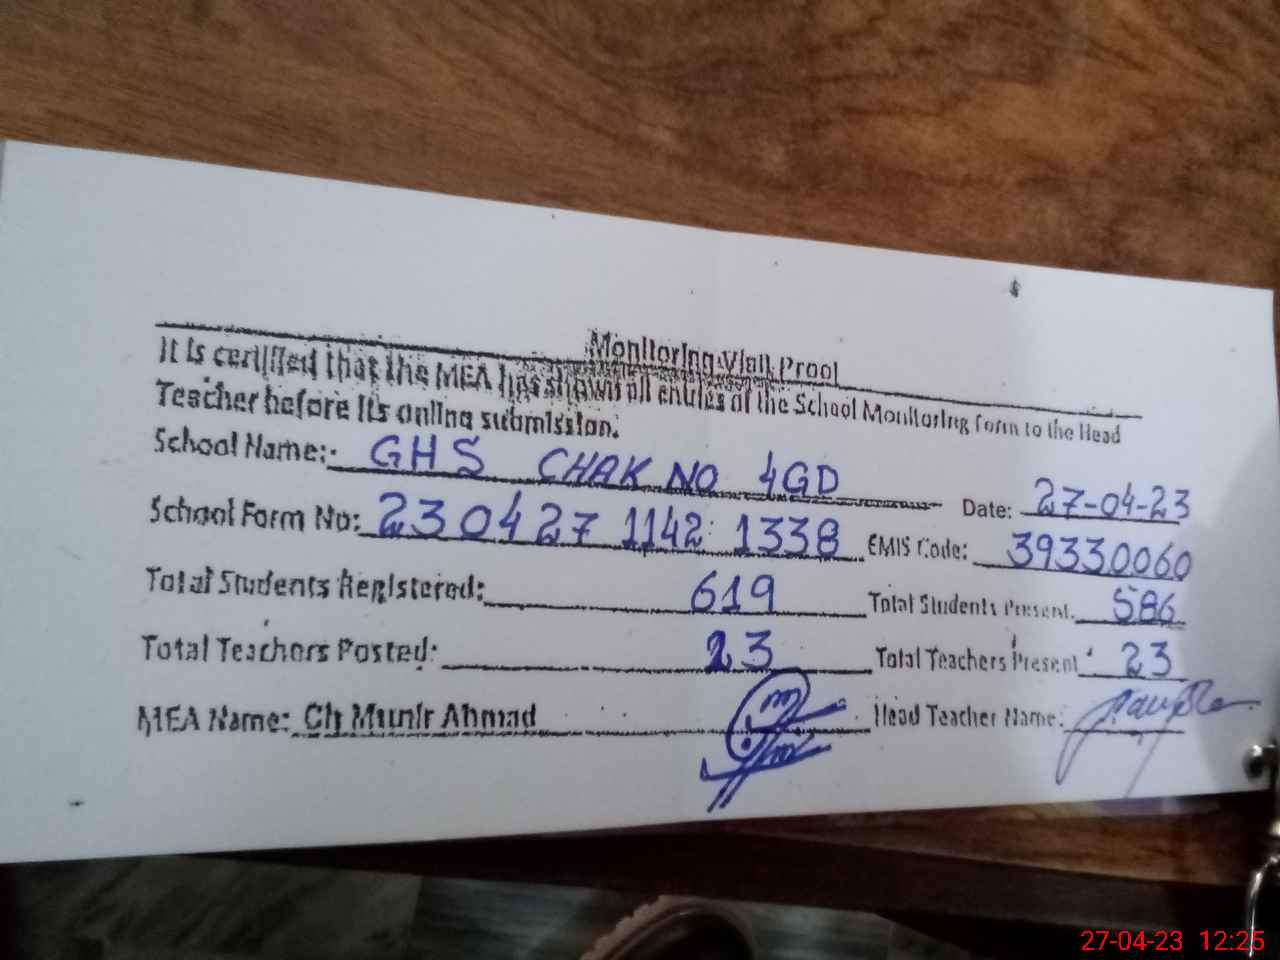 Monitoring Visit Proof
It is certified that the MEA has shown all entries of the School Monitoring form to the Head
Teacher before its online submission.
School Name:- GHS CHAK NO 4GD Date: 27-04-23
School Form No: 230427 1142 1338 EMIS Code: 39330060
Total Students Registered: 619 Total Students Present. 586
Total Teachers Posted: 23 Total Teachers Present 23
MEA Name: Ch Munir Ahmad Head Teacher Name:
27-04-23 12:25